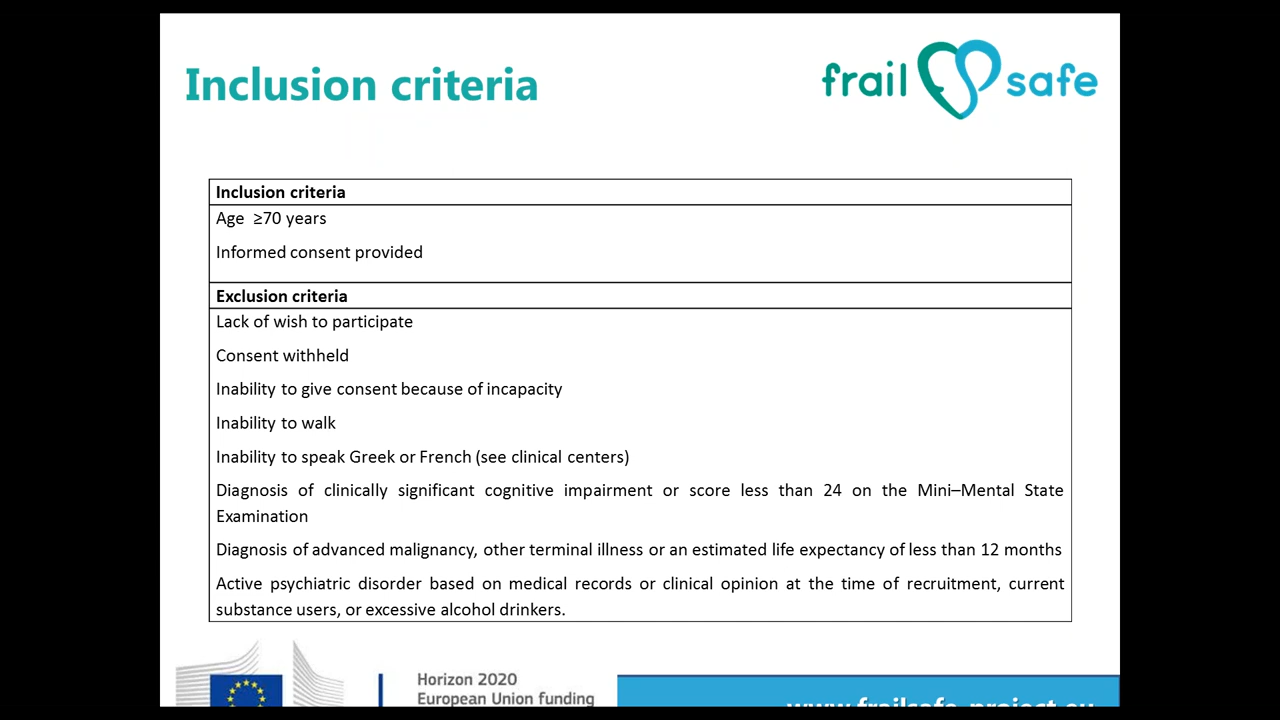 Inclusion criteria
frail safe
Inclusion criteria
Age ≥70 years
Informed consent provided
Exclusion criteria
Lack of wish to participate
Consent withheld
Inability to give consent because of incapacity
Inability to walk
Inability to speak Greek or French (see clinical centers)
Diagnosis of clinically significant cognitive impairment or score less than 24 on the Mini–Mental State
Examination
Diagnosis of advanced malignancy, other terminal illness or an estimated life expectancy of less than 12 months
Active psychiatric disorder based on medical records or clinical opinion at the time of recruitment, current
substance users, or excessive alcohol drinkers.
Horizon 2020
European Union funding
www.frailsafe-project.eu